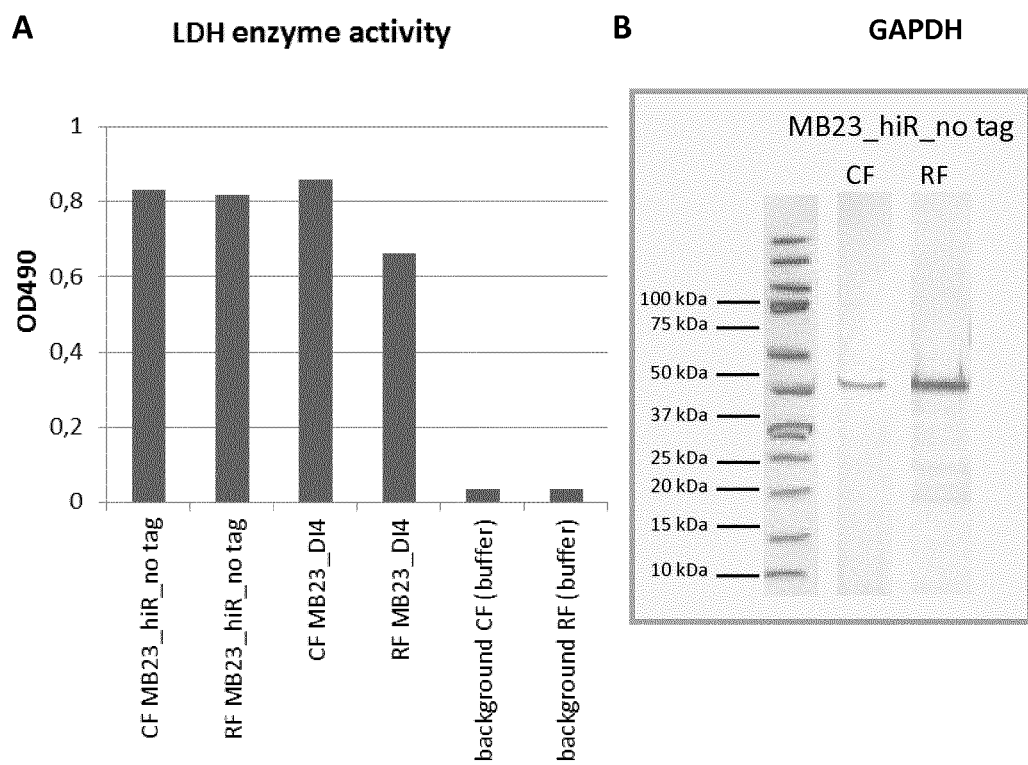 A
LDH enzyme activity
OD490
1
0,8
0,6
0,4
0,2
0
CF MB23_hiR_no tag
RF MB23_hiR_no tag
CF MB23_DI4
RF MB23_DI4
background CF (buffer)
background RF (buffer)
B
GAPDH
MB23_hiR_no tag
CF RF
100 kDa
75 kDa
50 kDa
37 kDa
25 kDa
20 kDa
15 kDa
10 kDa